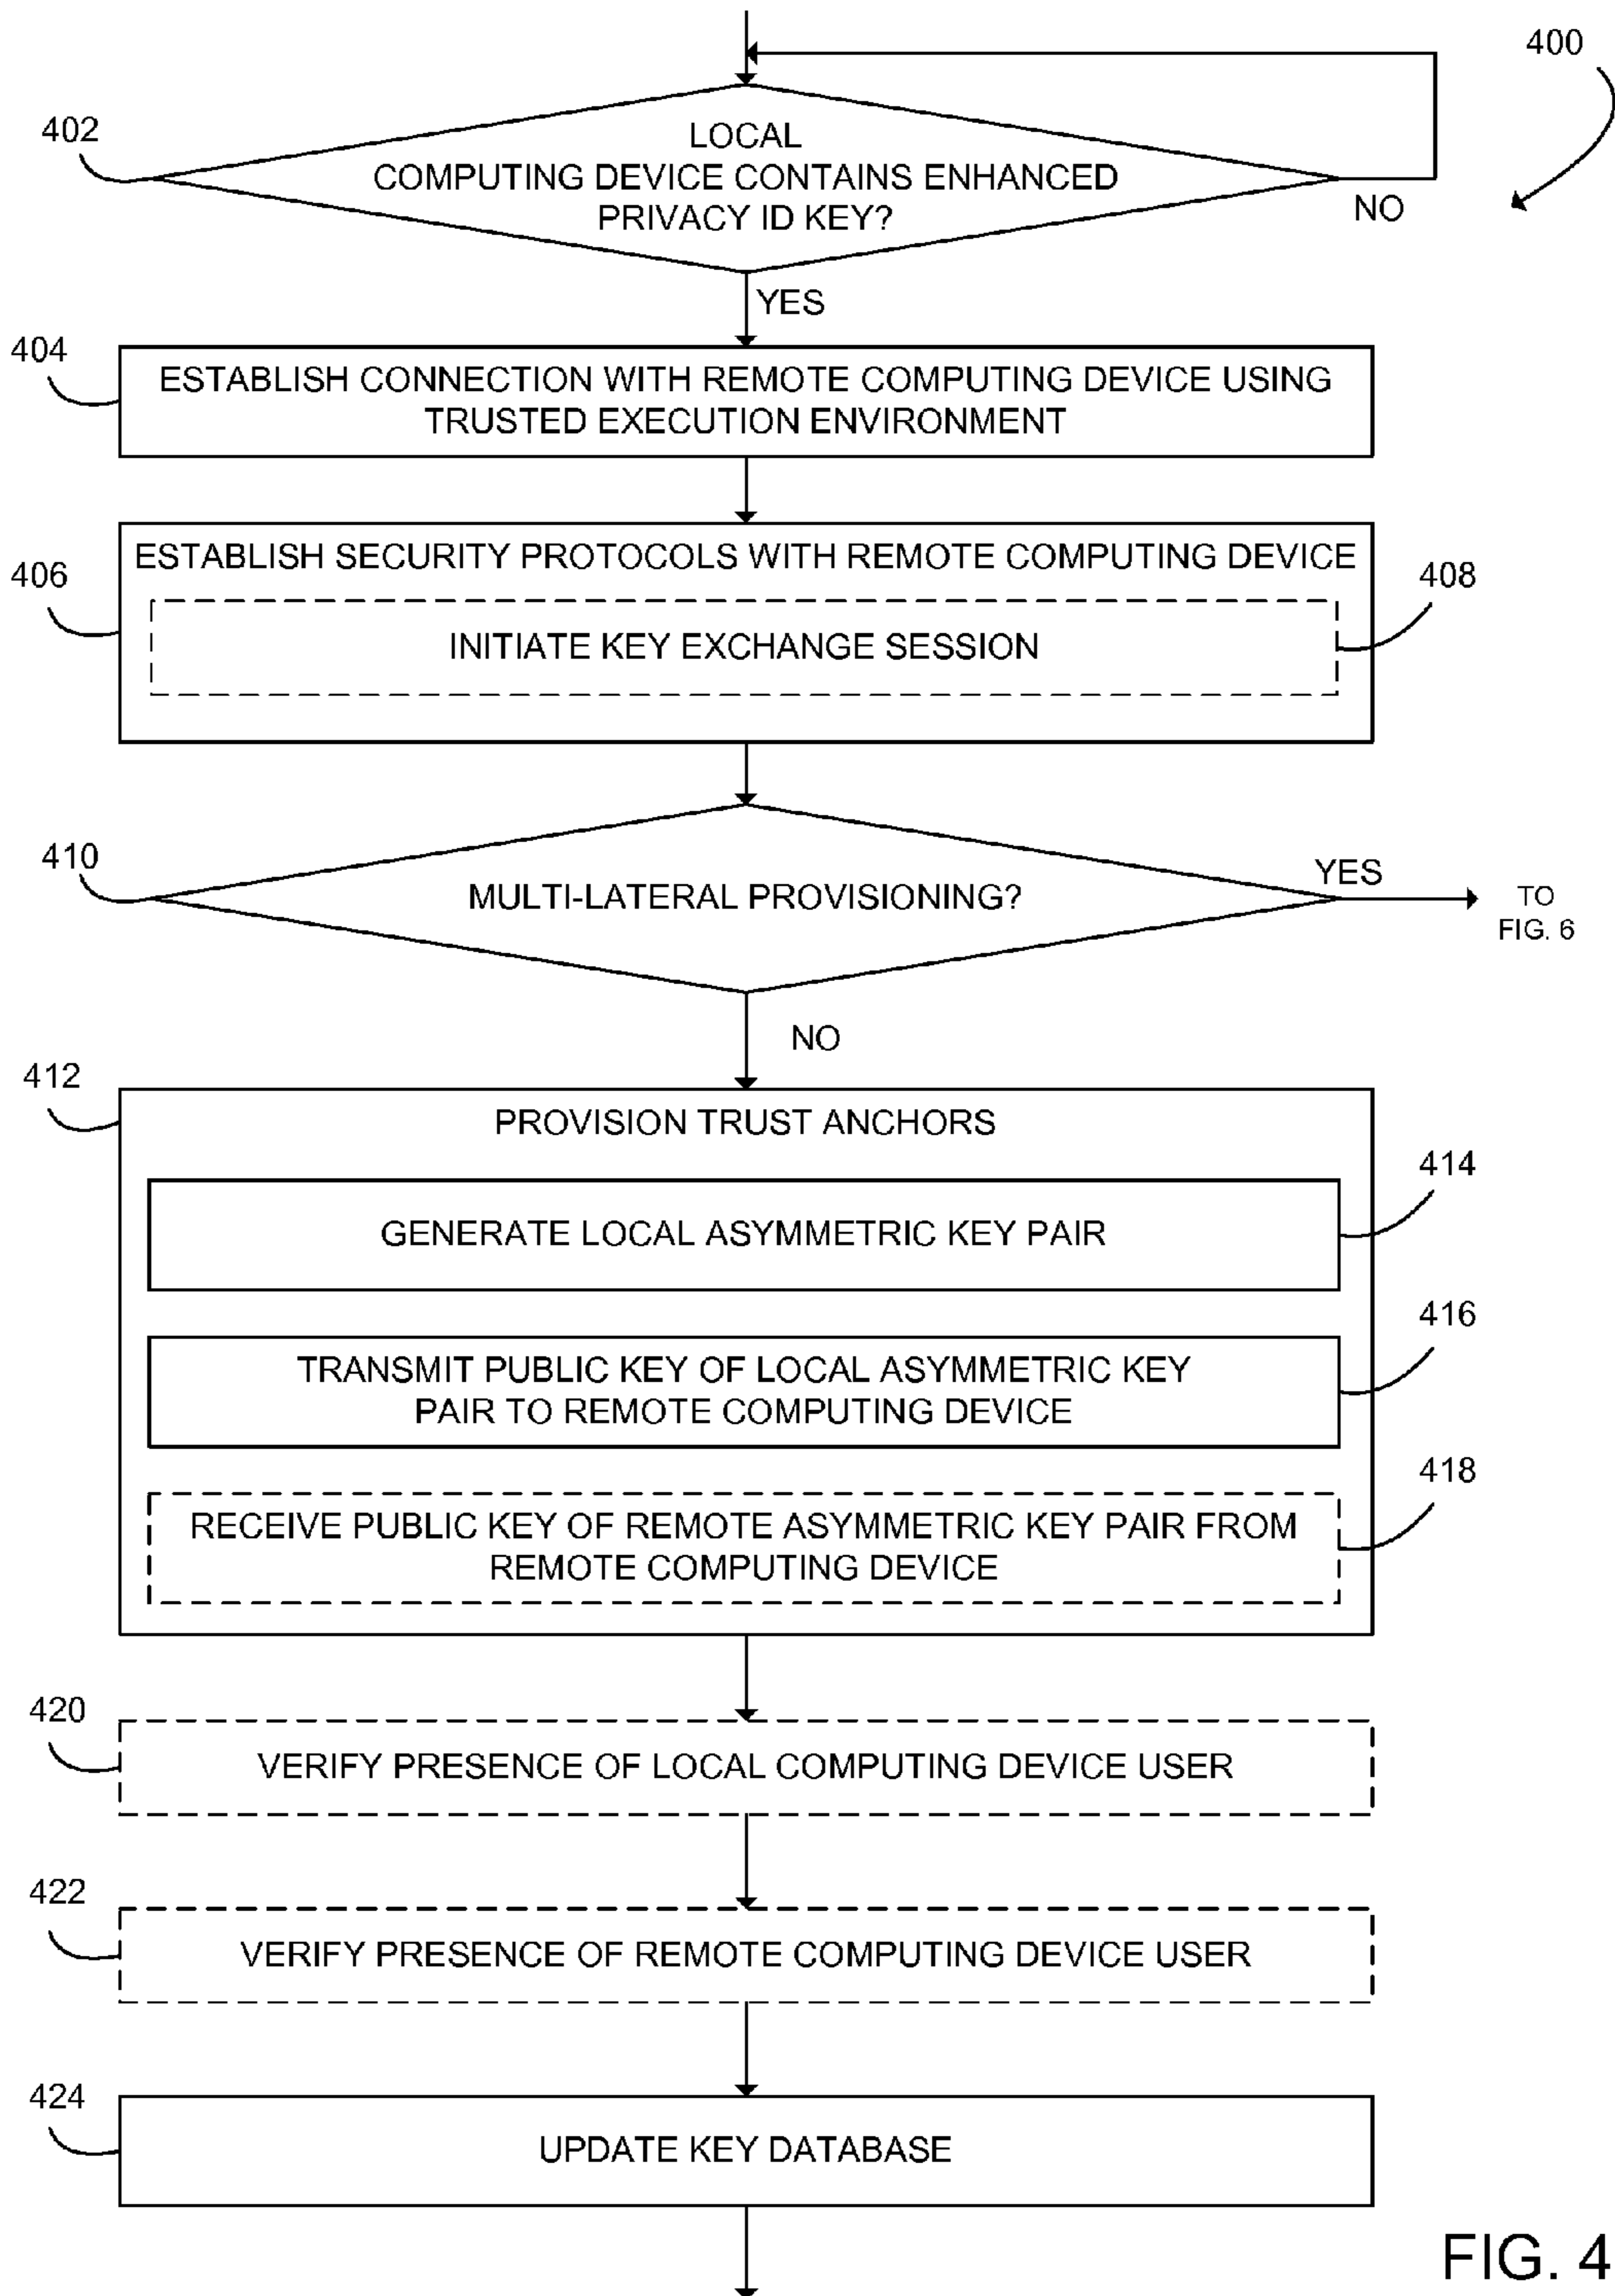 400
402
LOCAL
COMPUTING DEVICE CONTAINS ENHANCED
PRIVACY ID KEY?
NO
YES
404
ESTABLISH CONNECTION WITH REMOTE COMPUTING DEVICE USING
TRUSTED EXECUTION ENVIRONMENT
406
ESTABLISH SECURITY PROTOCOLS WITH REMOTE COMPUTING DEVICE
408
INITIATE KEY EXCHANGE SESSION
410
MULTI-LATERAL PROVISIONING?
YES
TO
FIG. 6
NO
412
PROVISION TRUST ANCHORS
414
GENERATE LOCAL ASYMMETRIC KEY PAIR
416
TRANSMIT PUBLIC KEY OF LOCAL ASYMMETRIC KEY
PAIR TO REMOTE COMPUTING DEVICE
418
RECEIVE PUBLIC KEY OF REMOTE ASYMMETRIC KEY PAIR FROM
REMOTE COMPUTING DEVICE
420
VERIFY PRESENCE OF LOCAL COMPUTING DEVICE USER
422
VERIFY PRESENCE OF REMOTE COMPUTING DEVICE USER
424
UPDATE KEY DATABASE
FIG. 4